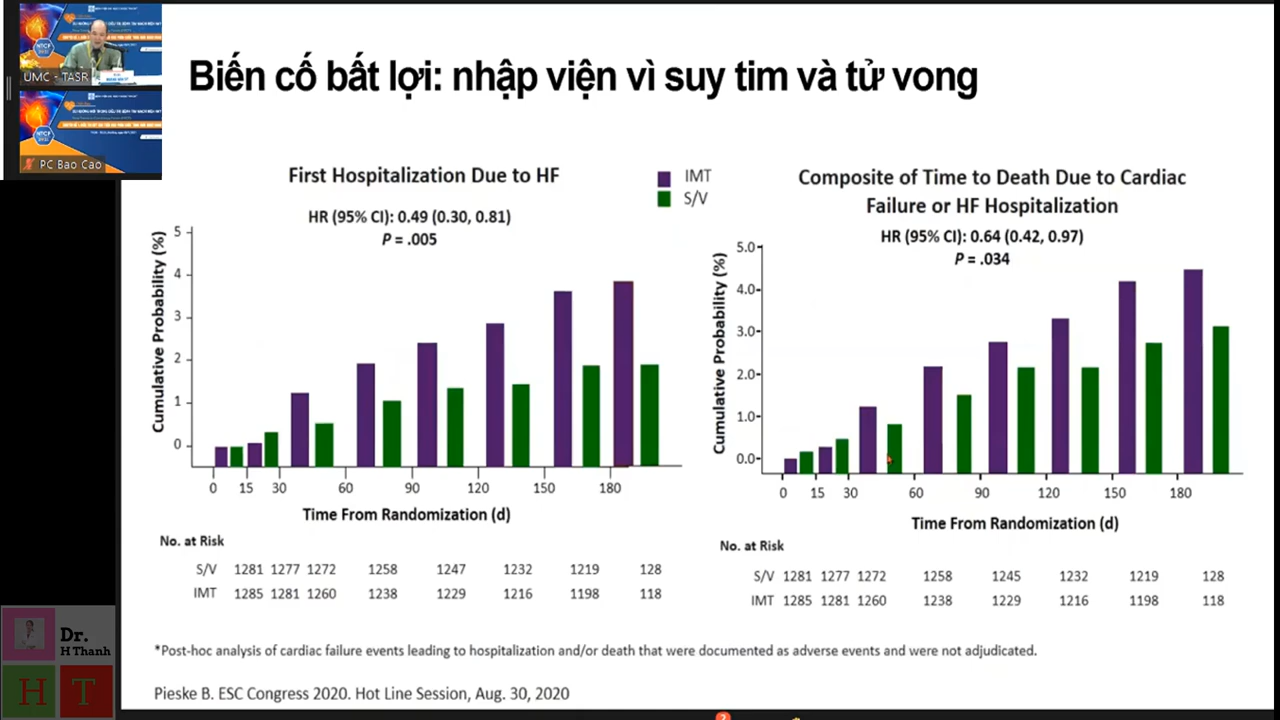 UMC - TASR
PC Bao Cao
Biến cố bất lợi: nhập viện vì suy tim và tử vong
First Hospitalization Due to HF
HR (95% CI): 0.49 (0.30, 0.81)
P = .005
IMT
S/V
Cumulative Probability (%)
5
4
3
2
1
0
0 15 30 60 90 120 150 180
Time From Randomization (d)
No. at Risk
S/V 1281 1277 1272 1258 1247 1232 1219 128
IMT 1285 1281 1260 1238 1229 1216 1198 118
Composite of Time to Death Due to Cardiac
Failure or HF Hospitalization
HR (95% CI): 0.64 (0.42, 0.97)
P = .034
Cumulative Probability (%)
5.0
4.0
3.0
2.0
1.0
0.0
0 15 30 60 90 120 150 180
Time From Randomization (d)
No. at Risk
S/V 1281 1277 1272 1258 1245 1232 1219 128
IMT 1285 1281 1260 1238 1229 1216 1198 118
*Post-hoc analysis of cardiac failure events leading to hospitalization and/or death that were documented as adverse events and were not adjudicated.
Pieske B. ESC Congress 2020. Hot Line Session, Aug. 30, 2020
Dr.
H Thanh
H T